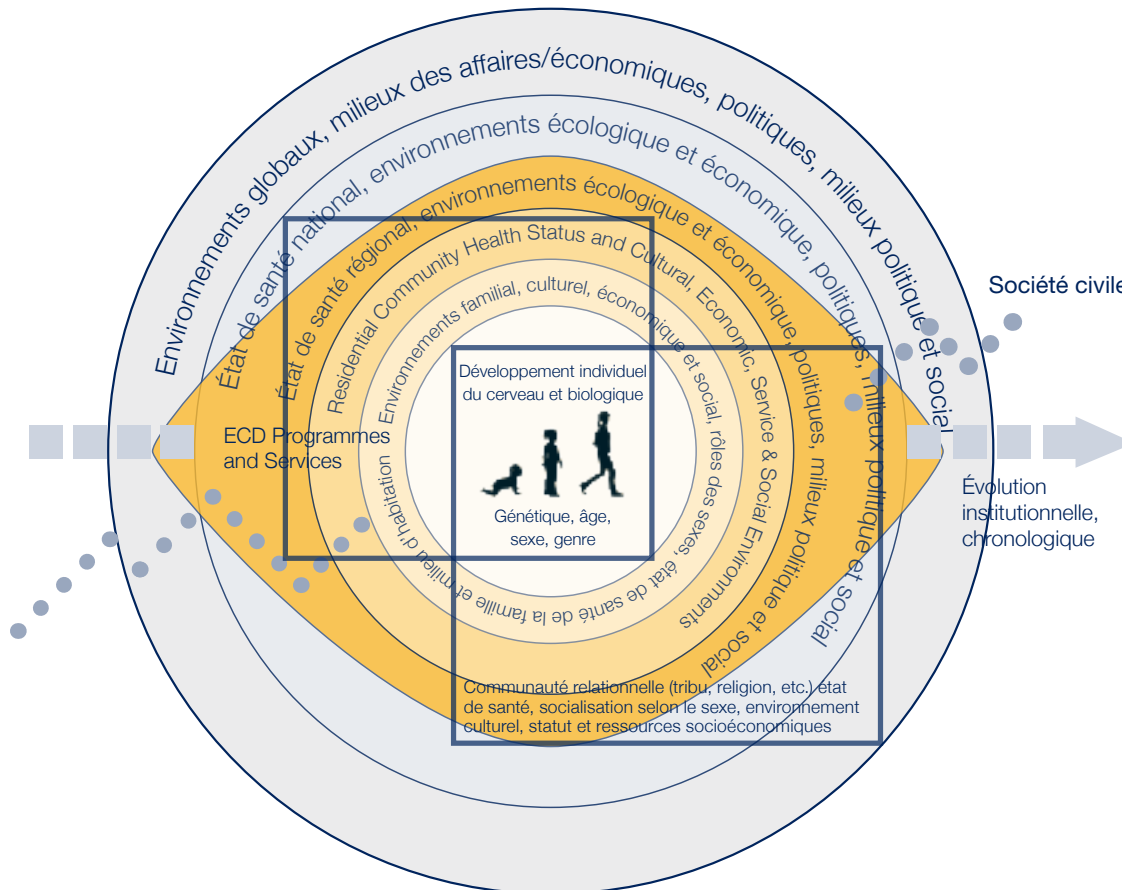 Environnements globaux, milieux des affaires/économiques, politiques, milieux politique et social
État de santé national, environnements écologique et économique, politiques, milieux politique et social
État de santé régional, environnements écologique et économique, politiques, milieux politique et social
Residential Community Health Status and Cultural, Economic, Service & Social Environments
Environnements familial, culturel, économique et social, rôles des sexes, état de santé de la famille et milieu d'habitation
Société civile
Développement individuel
du cerveau et biologique
ECD Programmes
and Services
Génétique, âge,
sexe, genre
Évolution
institutionnelle,
chronologique
Communauté relationnelle (tribu, religion, etc.) état
de santé, socialisation selon le sexe, environnement
culturel, statut et ressources socioéconomiques